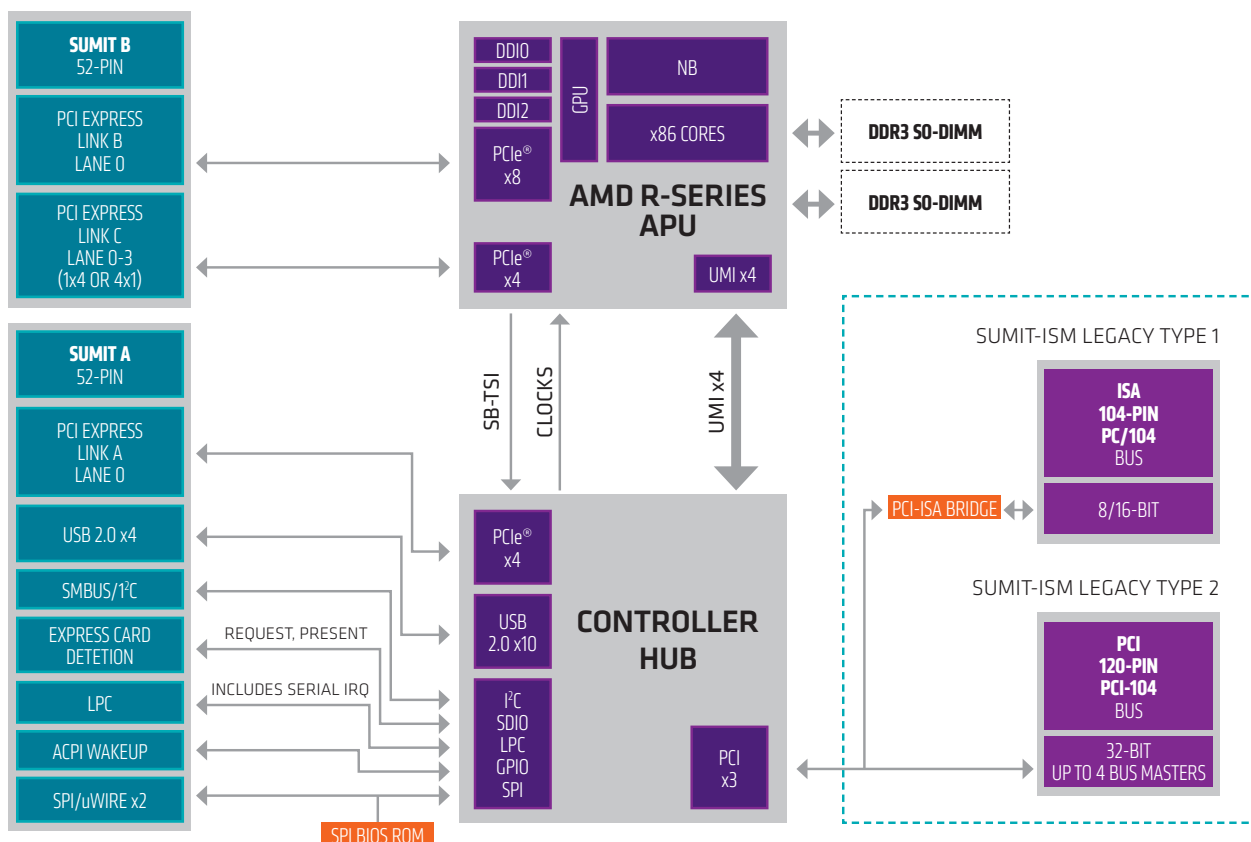 SUMIT B
52-PIN
PCI EXPRESS
LINK B
LANE 0
PCI EXPRESS
LINK C
LANE 0-3
(1x4 OR 4x1)
SUMIT A
52-PIN
PCI EXPRESS
LINK A
LANE 0
USB 2.0 x4
SMBUS/1²C
EXPRESS CARD
DETETION
LPC
ACPI WAKEUP
SPI/uWIRE x2
REQUEST, PRESENT
INCLUDES SERIAL IRQ
SPI BIOS ROM
DDI0
DDI1
DDI2
PCIe®
x8
GPU
NB
x86 CORES
AMD R-SERIES
APU
PCIe®
x4
UMI x4
DDR3 SO-DIMM
DDR3 SO-DIMM
SB-TSI
CLOCKS
UMI x4
PCIe®
x4
USB
2.0 x10
I²C
SDIO
LPC
GPIO
SPI
CONTROLLER
HUB
PCI
x3
SUMIT-ISM LEGACY TYPE 1
ISA
104-PIN
PC/104
BUS
8/16-BIT
PCI-ISA BRIDGE
SUMIT-ISM LEGACY TYPE 2
PCI
120-PIN
PCI-104
BUS
32-BIT
UP TO 4 BUS MASTERS